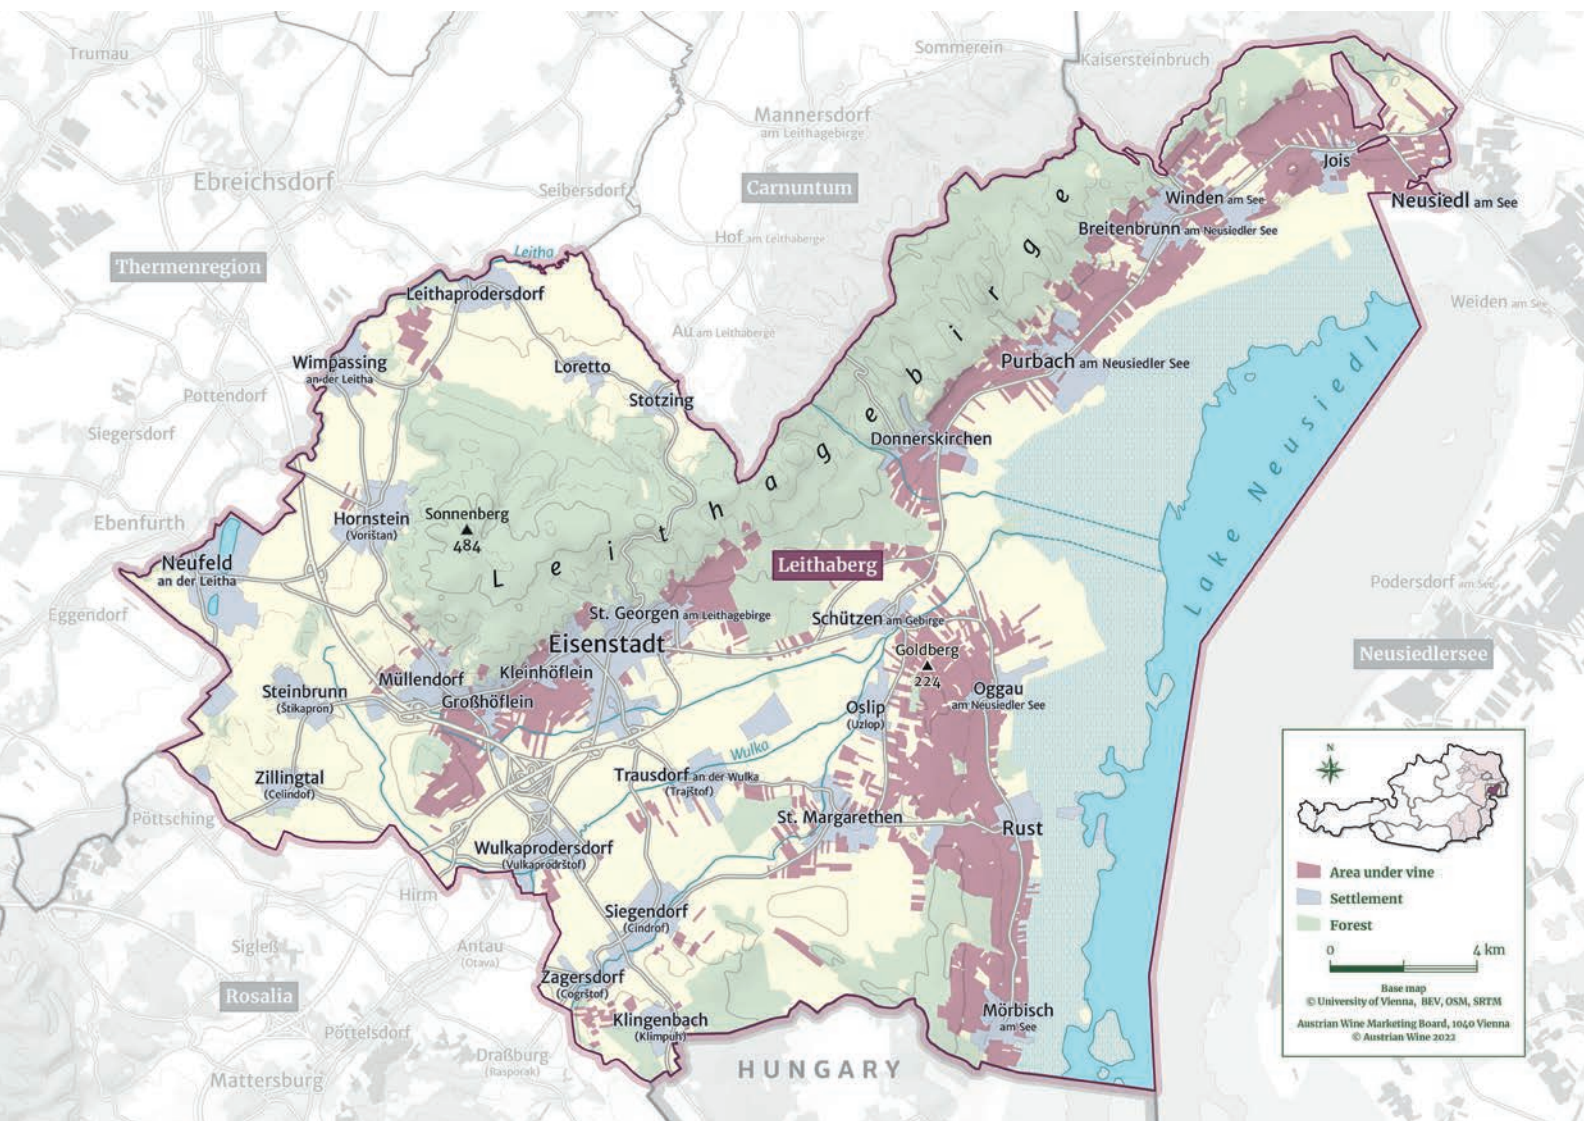 Trumau
Sommerein
Kaisersteinbruch
Mannersdorf
am Leithagebirge
Ebreichsdorf
Seibersdorf
Carnuntum
Jois
Winden am See
Neusiedl am See
Breitenbrunn am Neusiedler See
Hof am Leithaberge
Leitha
Thermenregion
Leithaprodersdorf
Weiden am See
Au am Leithaberge
Wimpassing
an der Leitha
Loretto
Purbach am Neusiedler See
Pottendorf
Stotzing
Siegersdorf
Donnerskirchen
Leithagebirge
Lake Neusiedl
Ebenfurth
Hornstein
(Vorištan)
Sonnenberg
484
Neufeld
an der Leitha
Leithaberg
Podersdorf am See
Eggendorf
St. Georgen am Leithagebirge
Schützen am Gebirge
Eisenstadt
Goldberg
224
Neusiedlersee
Kleinhöflein
Müllendorf
Großhöflein
Steinbrunn
(Štikapron)
Oggau
am Neusiedler See
Oslip
(Uzlop)
Wulka
Zillingtal
(Celindof)
Trausdorf an der Wulka
(Trajštof)
Pöttsching
St. Margarethen
Rust
Wulkaprodersdorf
(Vulkaprodrštof)
Hirm
Siegendorf
(Cindrof)
Sigleß
Antau
(Otava)
Zagersdorf
(Cogrštof)
Rosalia
Klingenbach
(Klimpuh)
Mörbisch
am See
Pöttelsdorf
Draßburg
(Rasporak)
Mattersburg
HUNGARY
N
Area under vine
Settlement
Forest
0 4 km
Base map
© University of Vienna, BEV, OSM, SRTM
Austrian Wine Marketing Board, 1040 Vienna
© Austrian Wine 2022